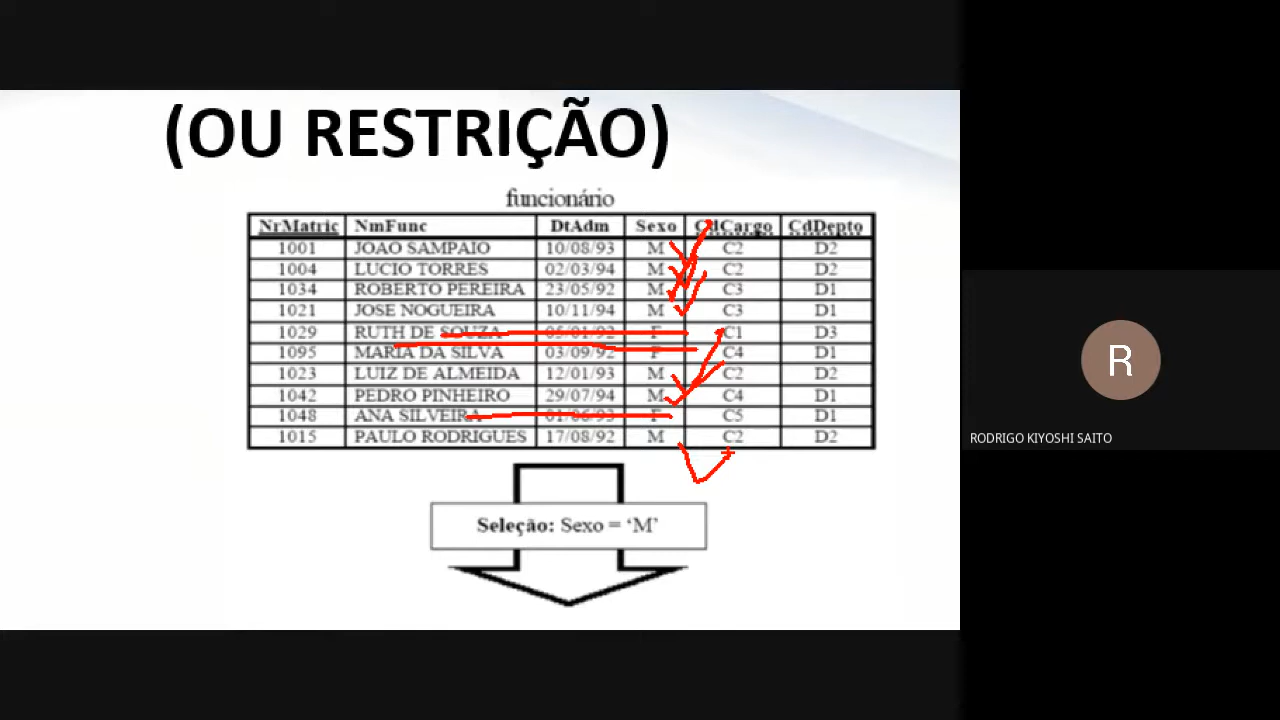 (OU RESTRIÇÃO)
funcionário
NrMatric NmFunc DtAdm Sexo CdCargo CdDepto
1001 JOAO SAMPAIO 10/08/93 M C2 D2
1004 LUCIO TORRES 02/03/94 M C2 D2
1034 ROBERTO PEREIRA 23/05/92 M C3 D1
1021 JOSE NOGUEIRA 10/11/94 M C3 D1
1029 RUTH DE SOUZA 05/01/92 F C1 D3
1095 MARIA DA SILVA 03/09/92 F C4 D1
1023 LUIZ DE ALMEIDA 12/01/93 M C2 D2
1042 PEDRO PINHEIRO 29/07/94 M C4 D1
1048 ANA SILVEIRA 01/06/93 F C5 D1
1015 PAULO RODRIGUES 17/08/92 M C2 D2
Seleção: Sexo = ‘M’
R
RODRIGO KIYOSHI SAITO